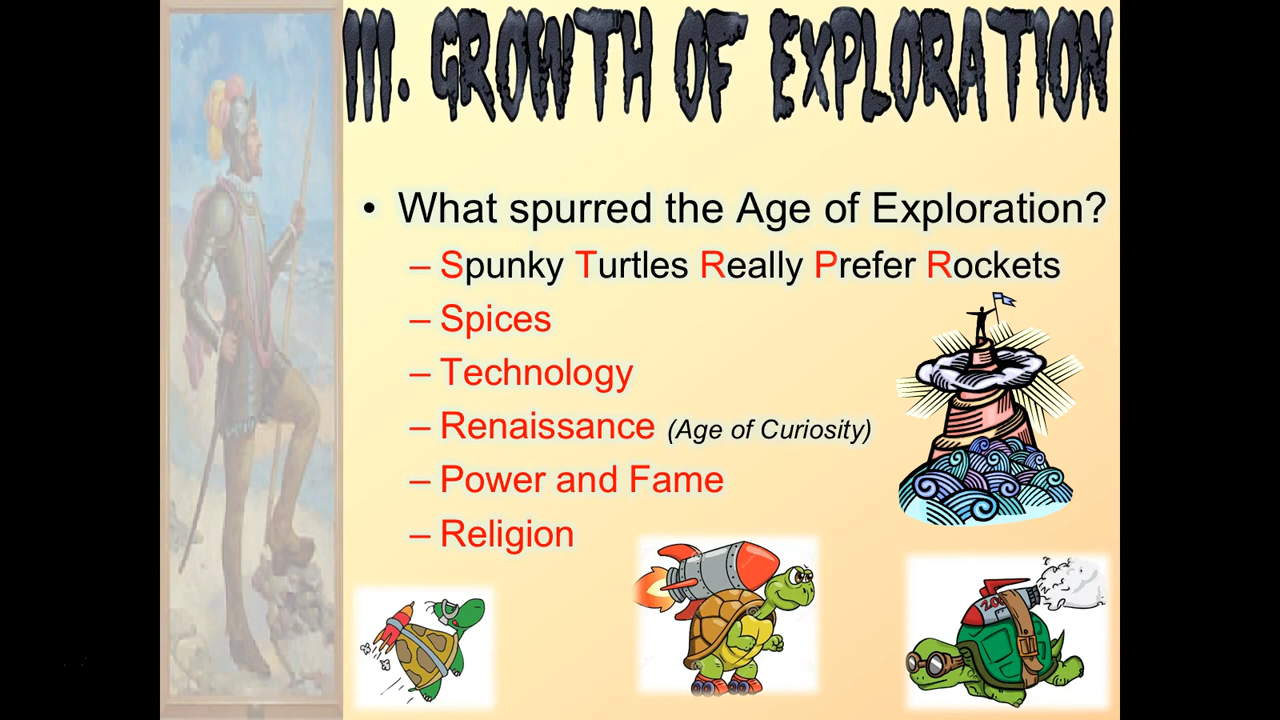 III. GROWTH OF EXPLORATION
• What spurred the Age of Exploration?
– Spunky Turtles Really Prefer Rockets
– Spices
– Technology
– Renaissance (Age of Curiosity)
– Power and Fame
– Religion